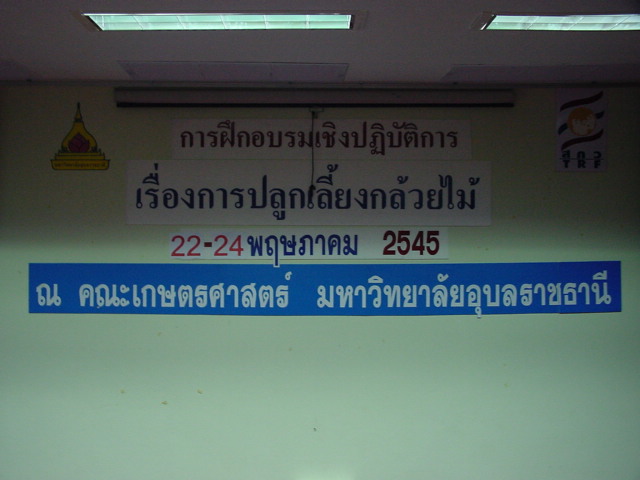 การฝึกอบรมเชิงปฏิบัติการ
เรื่องการปลูกเลี้ยงกล้วยไม้
22-24 พฤษภาคม 2545
ณ คณะเกษตรศาสตร์ มหาวิทยาลัยอุบลราชธานี
สกว
TRF